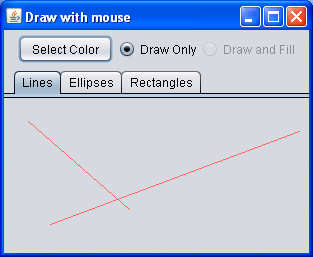 Draw with mouse
Select Color Draw Only Draw and Fill
Lines Ellipses Rectangles